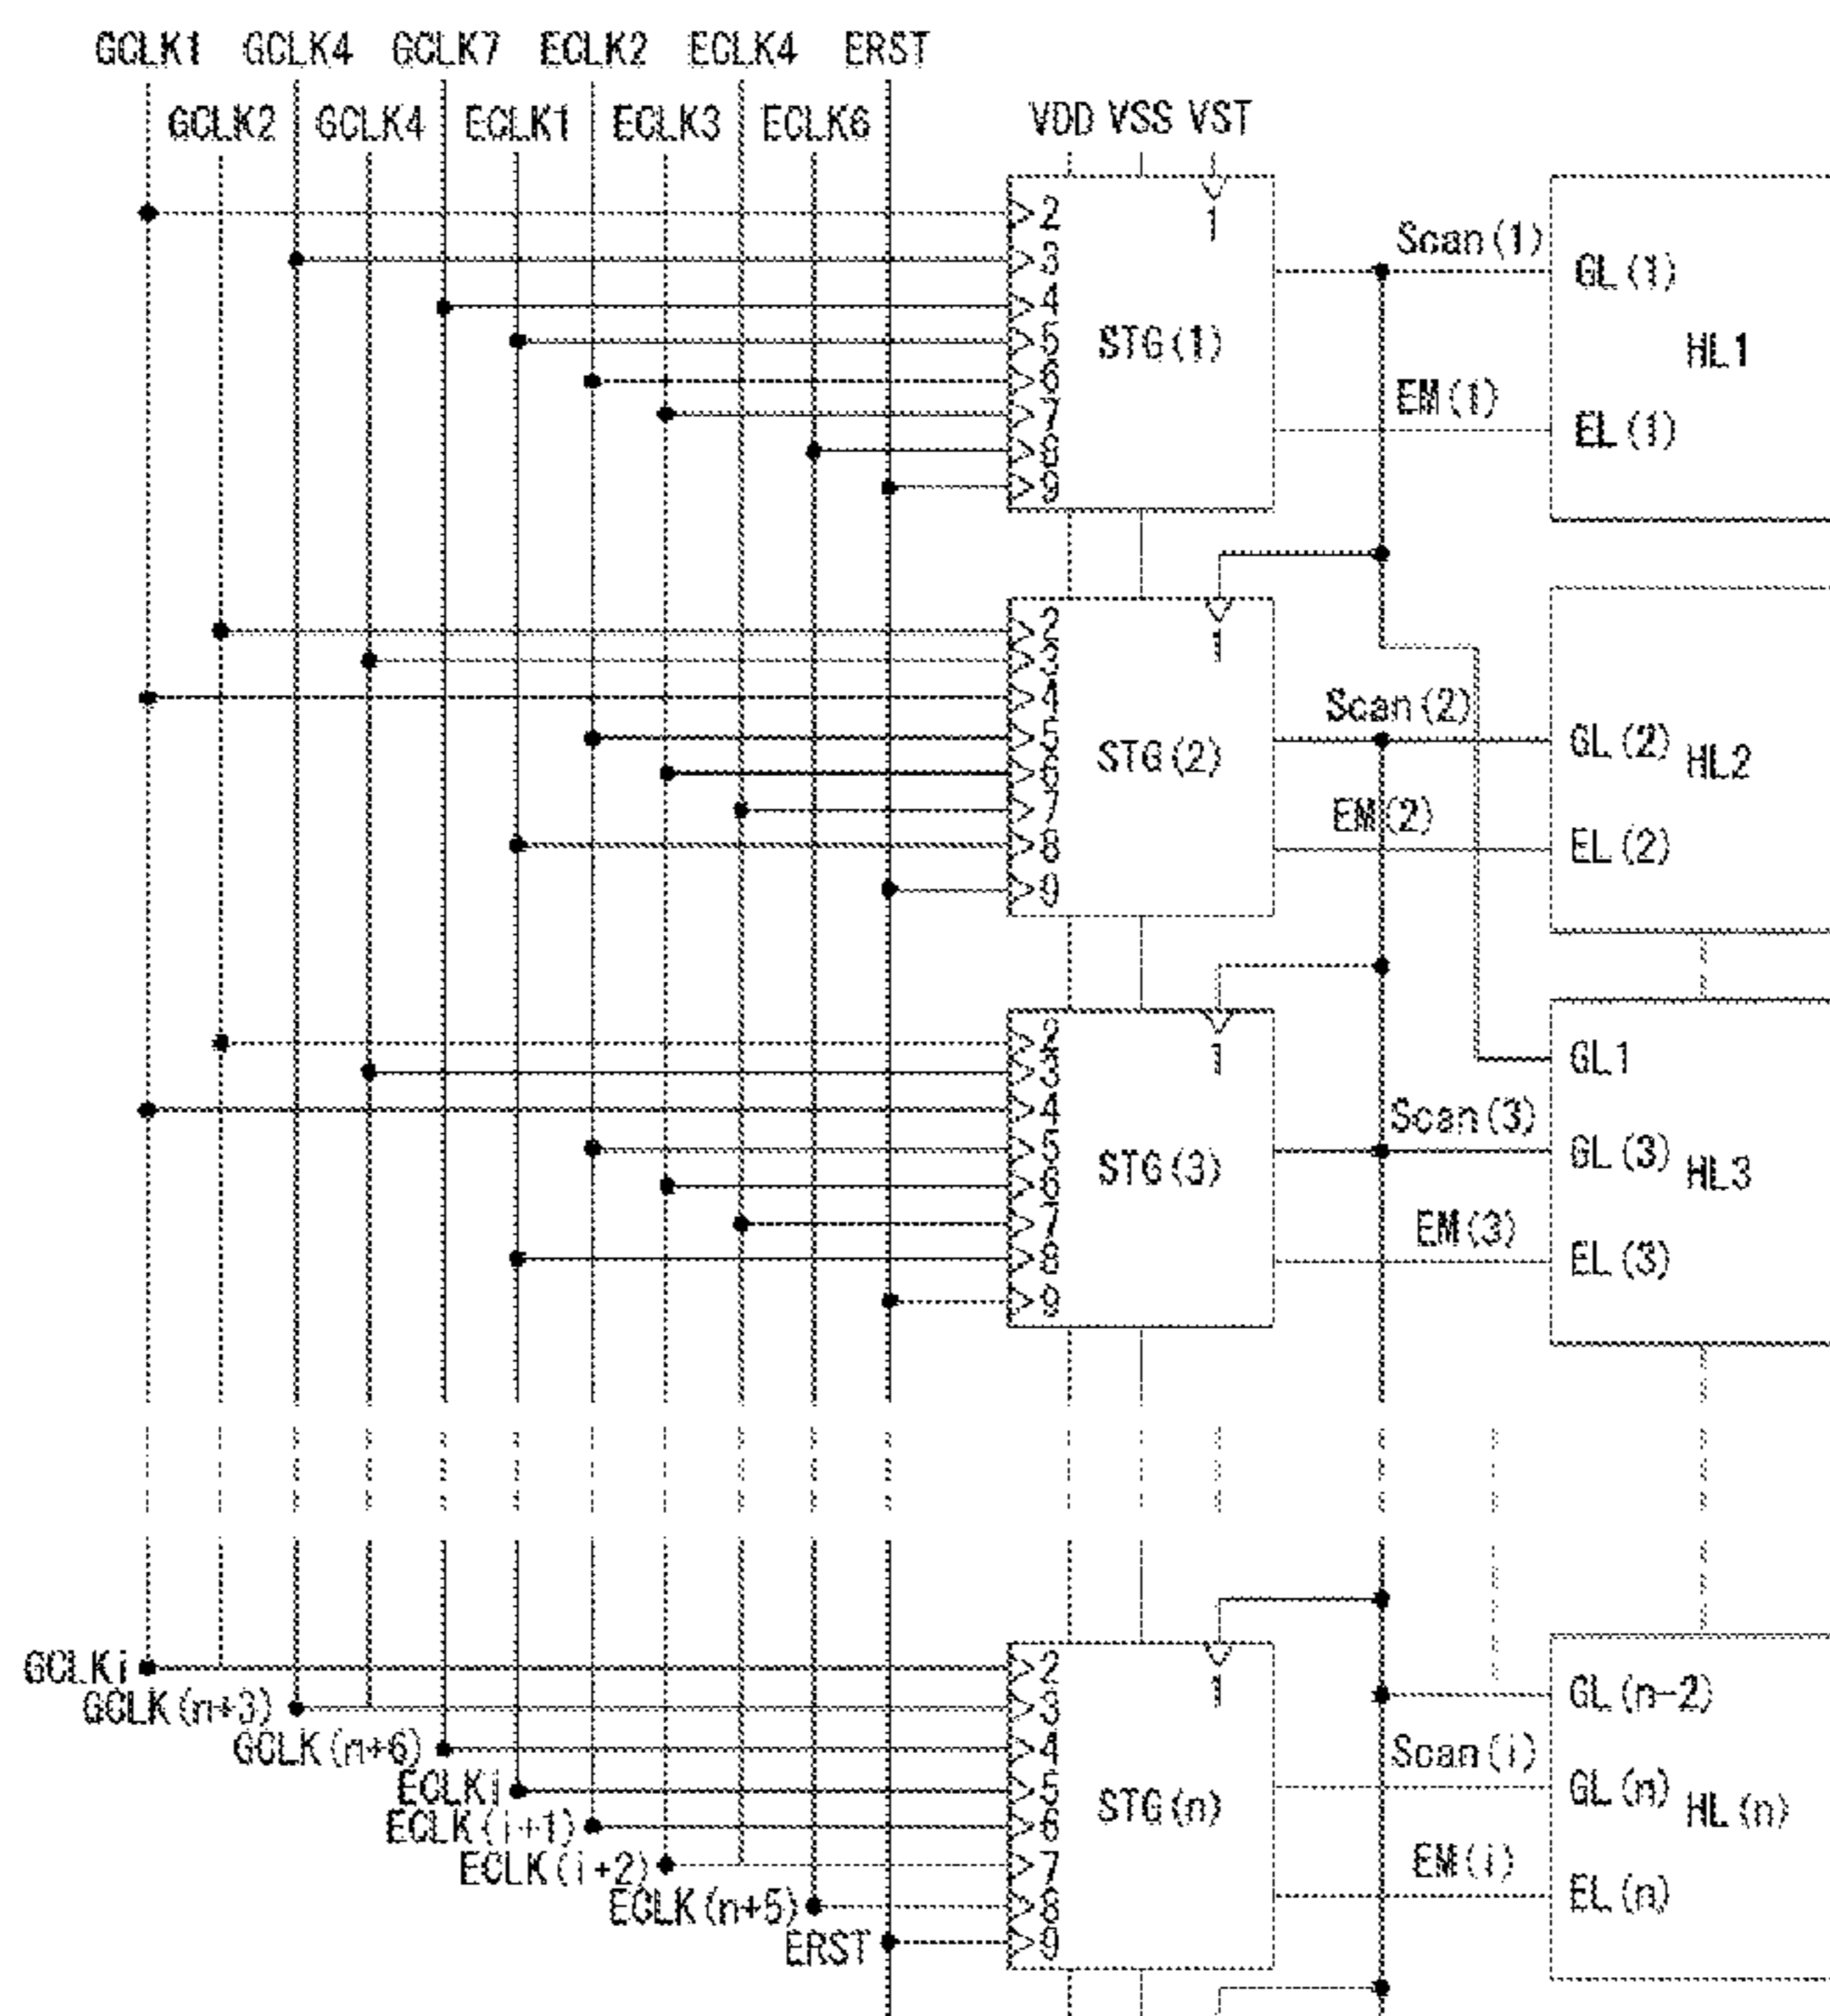 GCLK1 GCLK4 GCLK7 ECLK2 ECLK4 ERST
GCLK2 GCLK4 ECLK1 ECLK3 ECLK6 VDD VSS VST
2
3
4
5
6
7
8
9
1
STG(1)
Scan(1)
EM(1)
GL(1)
HL1
EL(1)
2
3
4
5
6
7
8
9
1
STG(2)
Scan(2)
EM(2)
GL(2) HL2
EL(2)
2
3
4
5
6
7
8
9
1
STG(3)
Scan(3)
EM(3)
GL1
GL(3) HL3
EL(3)
GCLKi
GCLK(n+3)
GCLK(n+6)
ECLKi
ECLK(i+1)
ECLK(i+2)
ECLK(n+5)
ERST
2
3
4
5
6
7
8
9
1
STG(n)
Scan(i)
EM(i)
GL(n-2)
GL(n) HL(n)
EL(n)